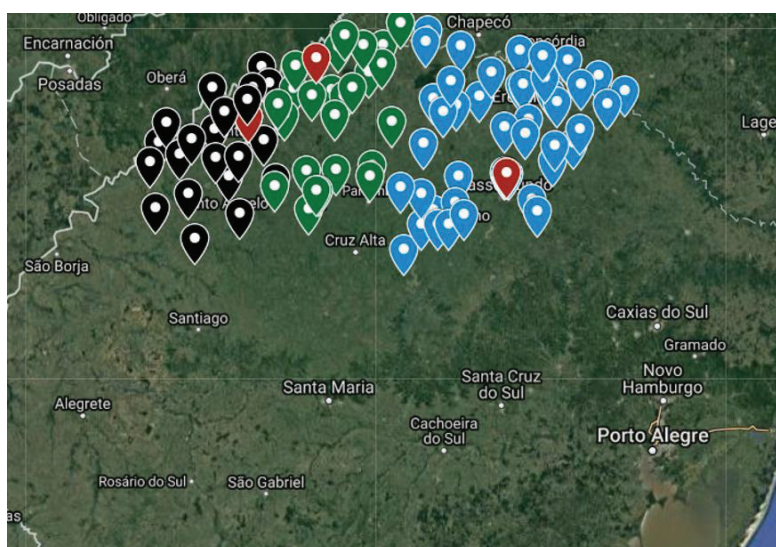 Obligado
Chapecó
Encarnación
Posadas
Oberá
Lage
Cruz Alta
São Borja
Santiago
Caxias do Sul
Gramado
Novo
Hamburgo
Santa Maria
Santa Cruz
do Sul
Alegrete
Cachoeira
do Sul
Porto Alegre
Rosário do Sul
São Gabriel
as